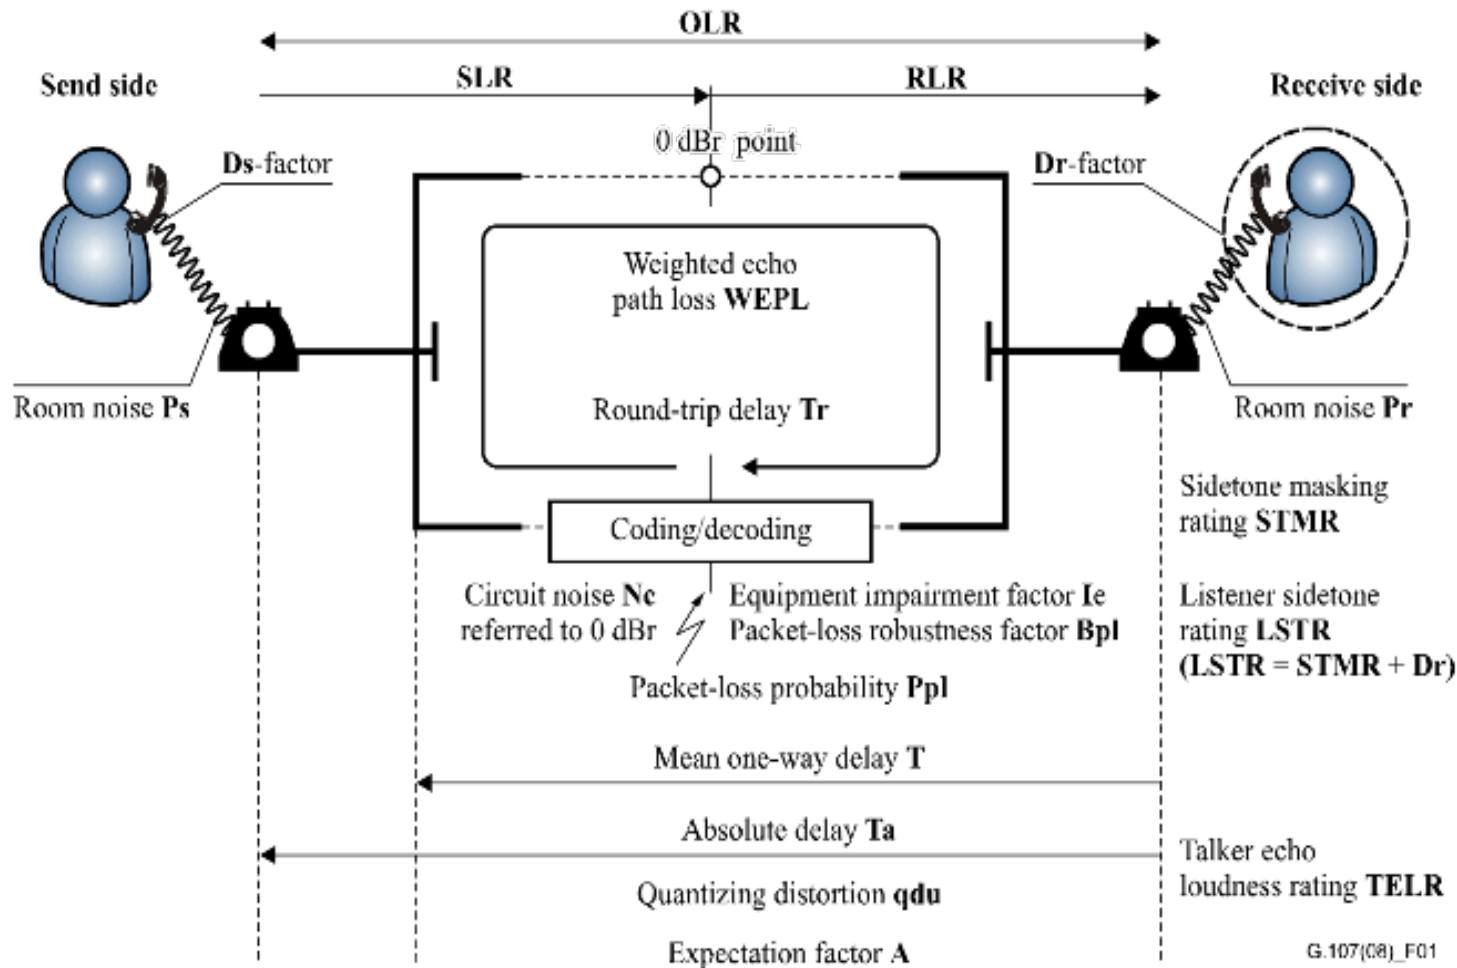 OLR
SLR
RLR
Send side
Receive side
0 dBr point
Ds-factor
Dr-factor
Weighted echo
path loss WEPL
Round-trip delay Tr
Room noise Ps
Room noise Pr
Sidetone masking
rating STMR
Coding/decoding
Circuit noise Nc
referred to 0 dBr
Equipment impairment factor Ie
Packet-loss robustness factor Bpl
Listener sidetone
rating LSTR
(LSTR = STMR + Dr)
Packet-loss probability Ppl
Mean one-way delay T
Absolute delay Ta
Talker echo
loudness rating TELR
Quantizing distortion qdu
Expectation factor A
G.107(08)_F01